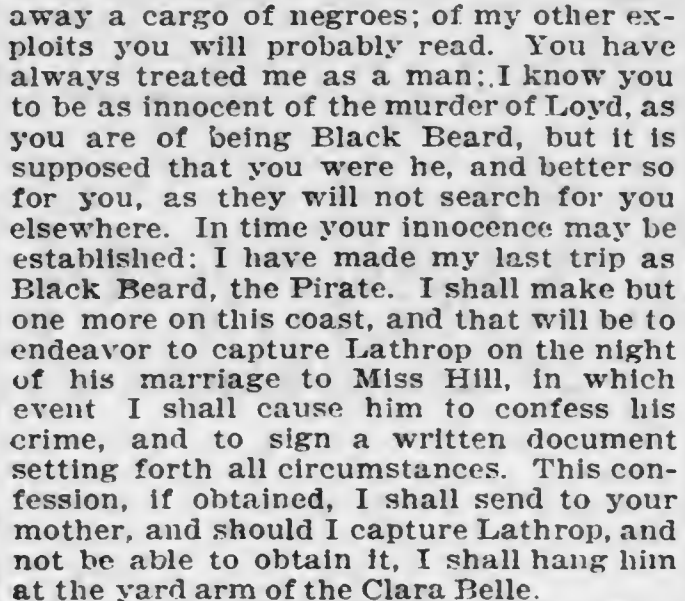 away a cargo of negroes; of my other ex-
ploits you will probably read. You have
always treated me as a man; I know you
to be as innocent of the murder of Loyd, as
you are of being Black Beard, but it is
supposed that you were he, and better so
for you, as they will not search for you
elsewhere. In time your innocence may be
established: I have made my last trip as
Black Beard, the Pirate. I shall make but
one more on this coast, and that will be to
endeavor to capture Lathrop on the night
of his marriage to Miss Hill, in which
event I shall cause him to confess his
crime, and to sign a written document
setting forth all circumstances. This con-
fession, if obtained, I shall send to your
mother, and should I capture Lathrop, and
not be able to obtain it, I shall hang him
at the yard arm of the Clara Belle.